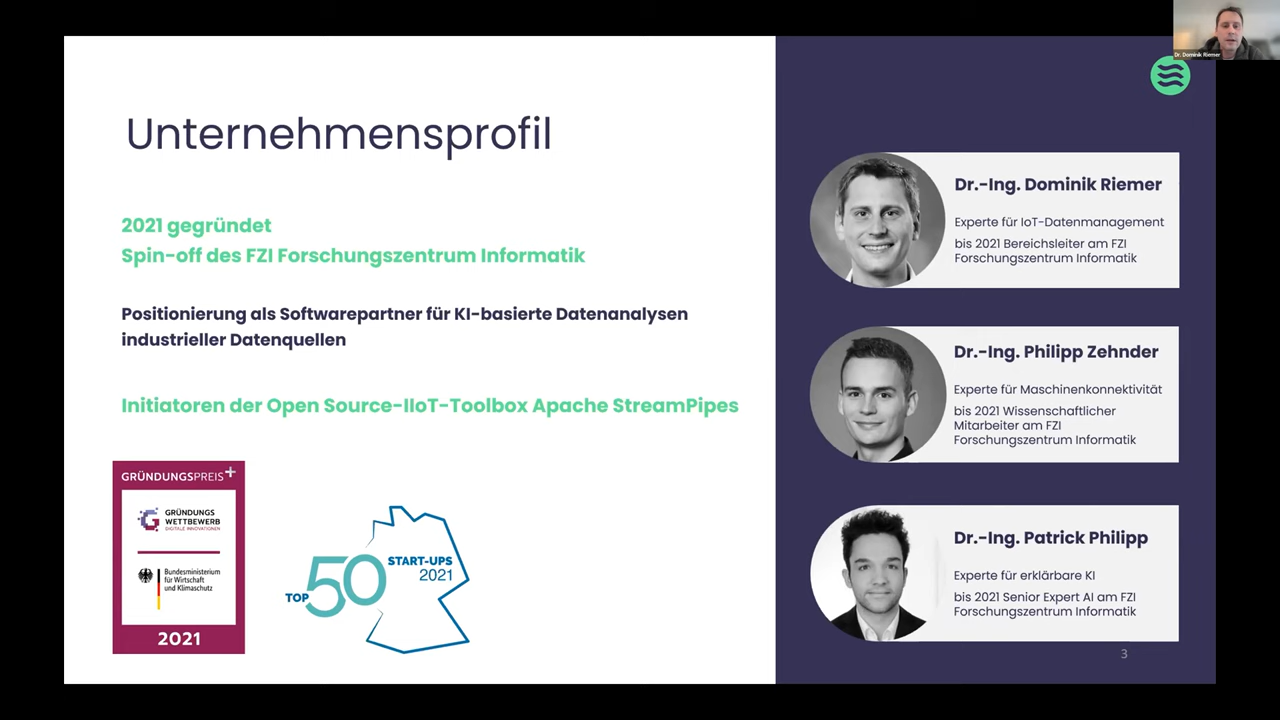 Dr. Dominik Riemer
Unternehmensprofil
2021 gegründet
Spin-off des FZI Forschungszentrum Informatik
Positionierung als Softwarepartner für KI-basierte Datenanalysen
industrieller Datenquellen
Initiatoren der Open Source-IIoT-Toolbox Apache StreamPipes
GRÜNDUNGSPREIS+
GRÜNDUNGS
WETTBEWERB
DIGITALE INNOVATIONEN
Bundesministerium
für Wirtschaft
und Klimaschutz
2021
TOP 50 START-UPS
2021
Dr.-Ing. Dominik Riemer
Experte für IoT-Datenmanagement
bis 2021 Bereichsleiter am FZI
Forschungszentrum Informatik
Dr.-Ing. Philipp Zehnder
Experte für Maschinenkonnektivität
bis 2021 Wissenschaftlicher
Mitarbeiter am FZI
Forschungszentrum Informatik
Dr.-Ing. Patrick Philipp
Experte für erklärbare KI
bis 2021 Senior Expert AI am FZI
Forschungszentrum Informatik
3